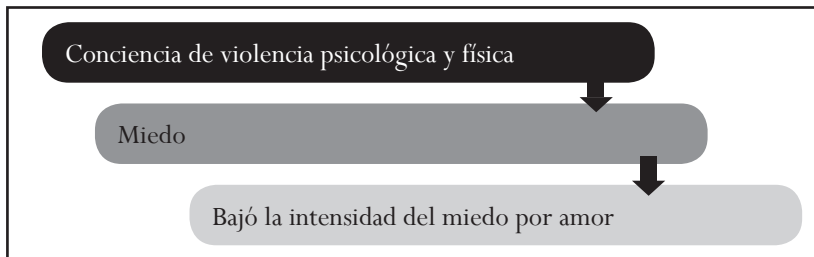 Conciencia de violencia psicológica y física
Miedo
Bajó la intensidad del miedo por amor